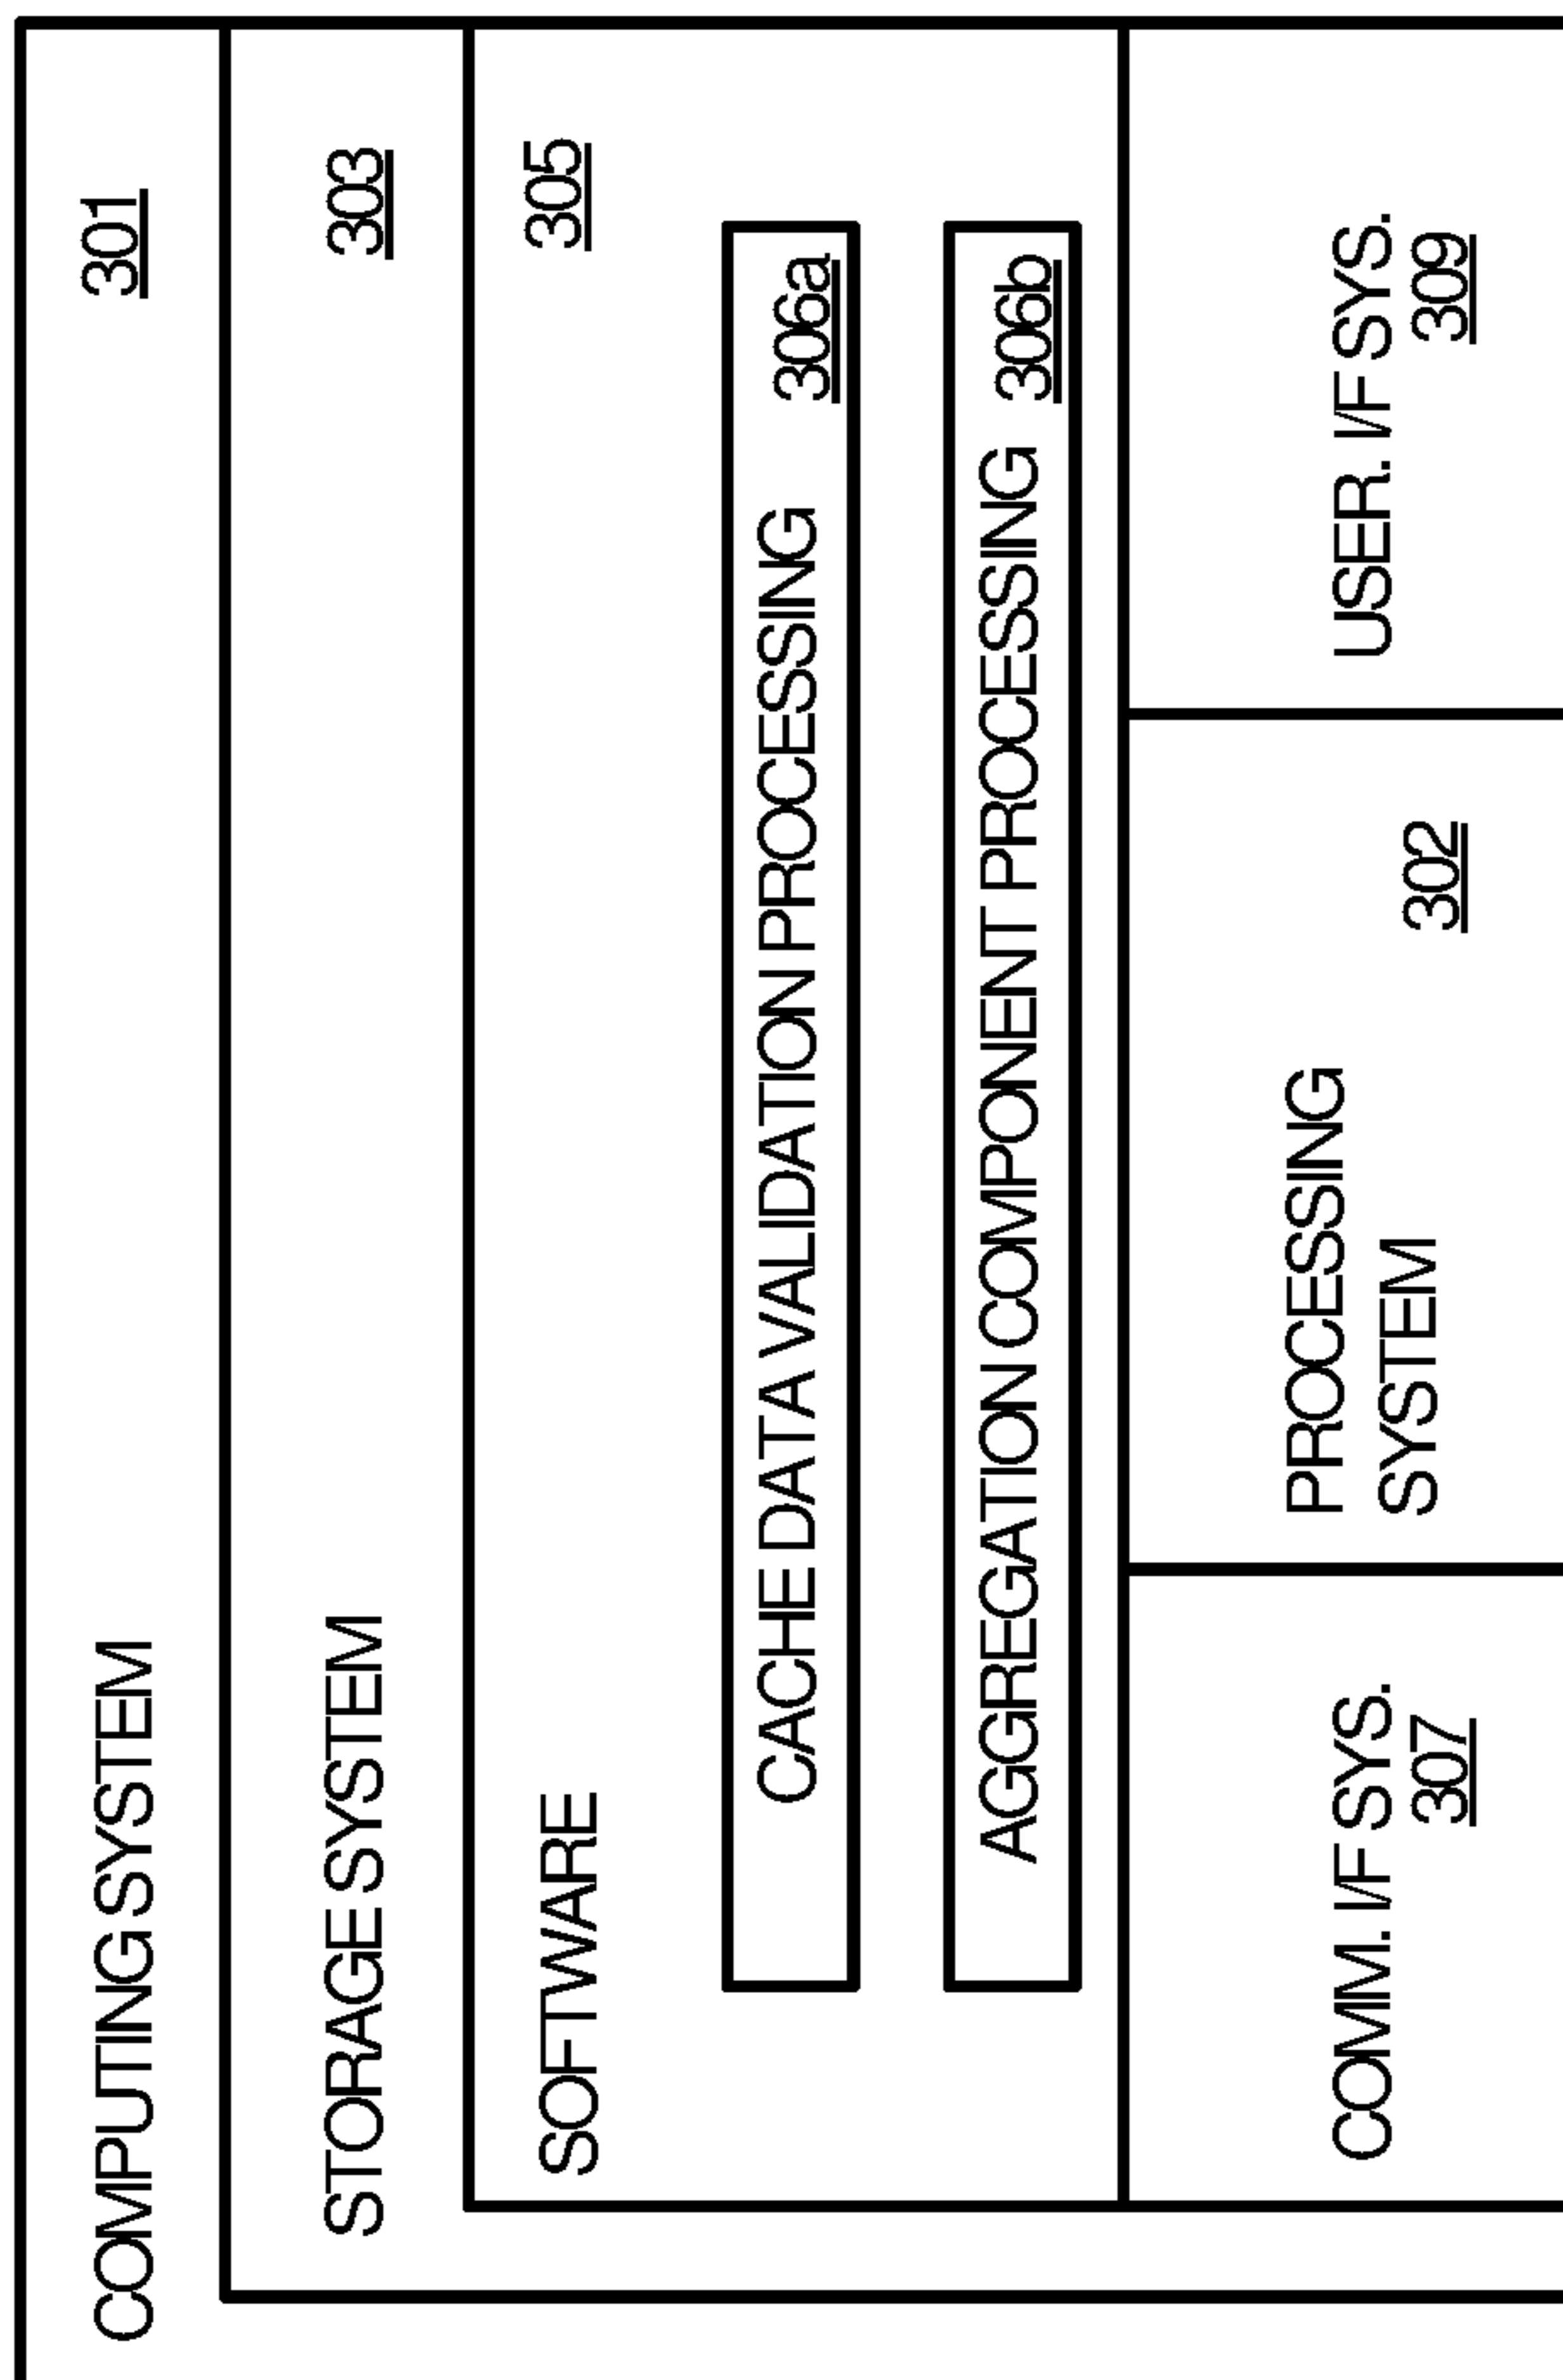 COMPUTING SYSTEM 301
STORAGE SYSTEM 303
SOFTWARE 305
CACHE DATA VALIDATION PROCESSING 306a
AGGREGATION COMPONENT PROCESSING 306b
COMM. I/F SYS.
307
PROCESSING
SYSTEM
302
USER. I/F SYS.
309